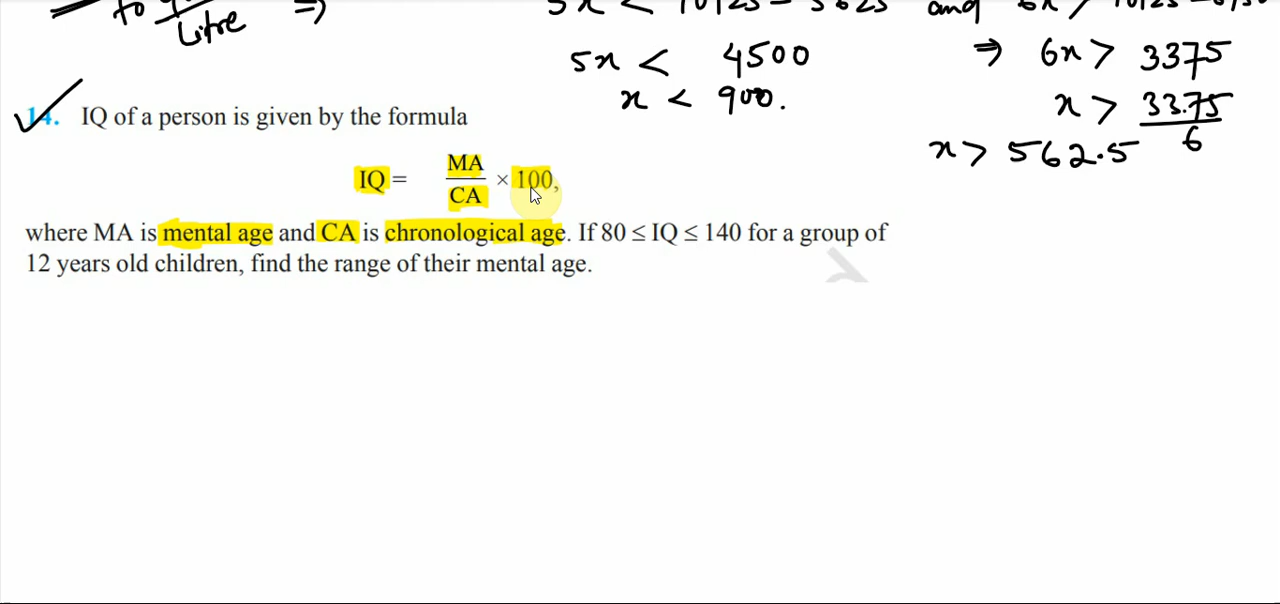 to
Litre
⇒
and
5x < 4500
⇒ 6x > 3375
x < 900.
x > 33.75
6
x > 562.5
14. IQ of a person is given by the formula
IQ = MA/CA × 100,
where MA is mental age and CA is chronological age. If 80 ≤ IQ ≤ 140 for a group of
12 years old children, find the range of their mental age.